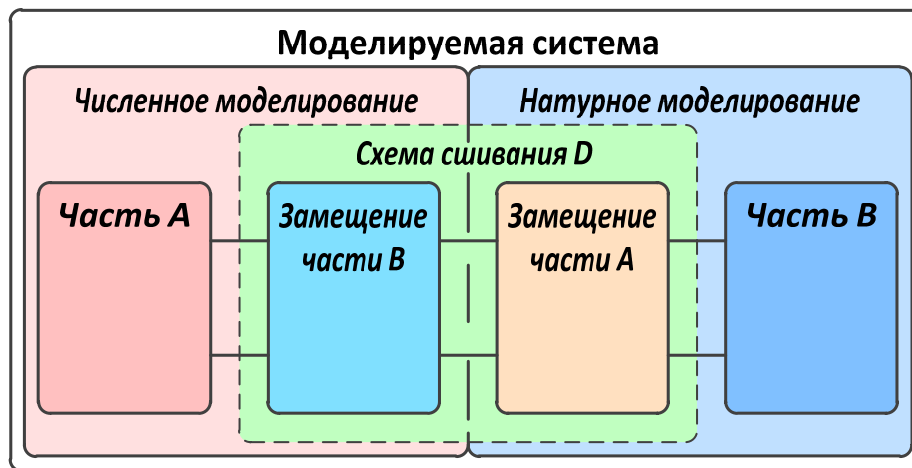 Моделируемая система
Численное моделирование
Натурное моделирование
Схема сшивания D
Часть A
Замещение
части B
Замещение
части A
Часть B